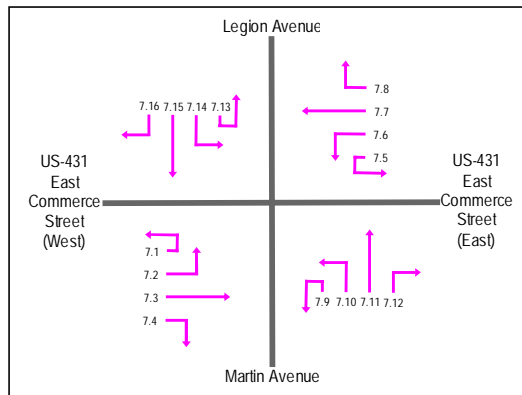 Legion Avenue
7.16 7.15 7.14 7.13
7.8
7.7
7.6
7.5
US-431
East
Commerce
Street
(West)
US-431
East
Commerce
Street
(East)
7.1
7.2
7.3
7.4
7.9 7.10 7.11 7.12
Martin Avenue